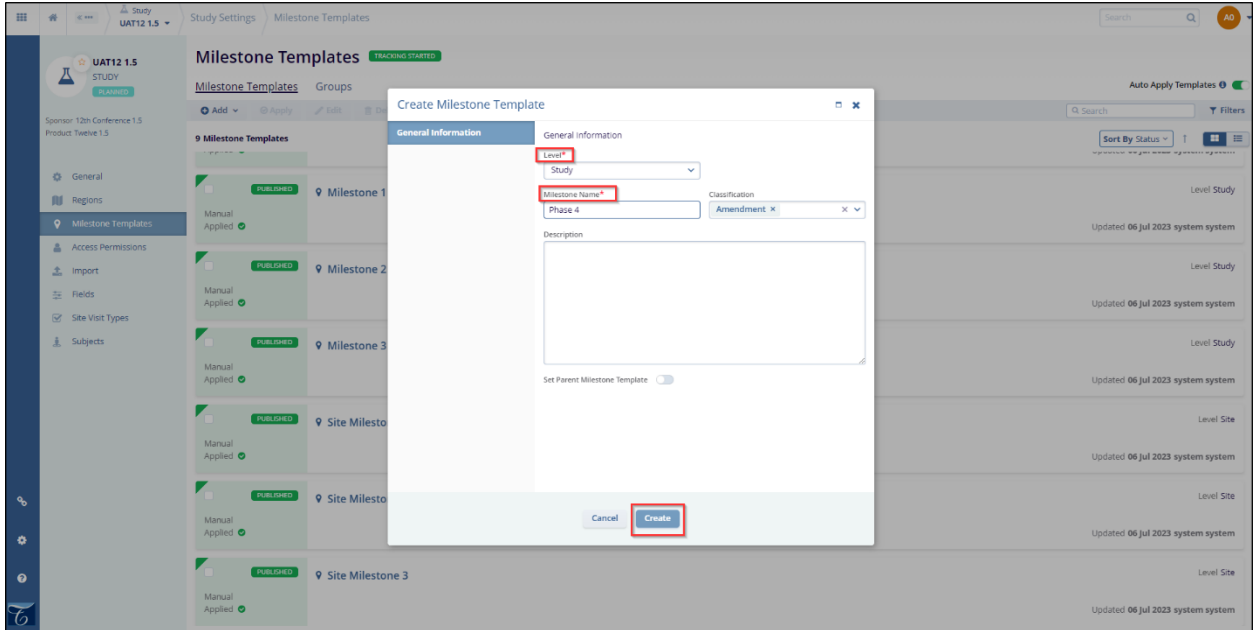 Study
UAT12 1.5
Study Settings
Milestone Templates
Search
AD
UAT12 1.5
STUDY
PLANNED
Sponsor 12th Conference 1.5
Product Twelve 1.5
General
Regions
Milestone Templates
Access Permissions
Import
Fields
Site Visit Types
Subjects
Milestone Templates TRACKING STARTED
Milestone Templates Groups
Auto Apply Templates
Add Apply Edit De
Search Filters
9 Milestone Templates
Sort By Status
Updated 06 Jul 2023 system system
PUBLISHED
Milestone 1
Level Study
Manual
Applied
Updated 06 Jul 2023 system system
PUBLISHED
Milestone 2
Level Study
Manual
Applied
Updated 06 Jul 2023 system system
PUBLISHED
Milestone 3
Level Study
Manual
Applied
Updated 06 Jul 2023 system system
PUBLISHED
Site Milesto
Level Site
Manual
Applied
Updated 06 Jul 2023 system system
PUBLISHED
Site Milesto
Level Site
Manual
Applied
Updated 06 Jul 2023 system system
PUBLISHED
Site Milestone 3
Level Site
Manual
Applied
Updated 06 Jul 2023 system system
Create Milestone Template
General Information
General Information
Level*
Study
Milestone Name*
Classification
Phase 4
Amendment ×
Description
Set Parent Milestone Template
Cancel
Create